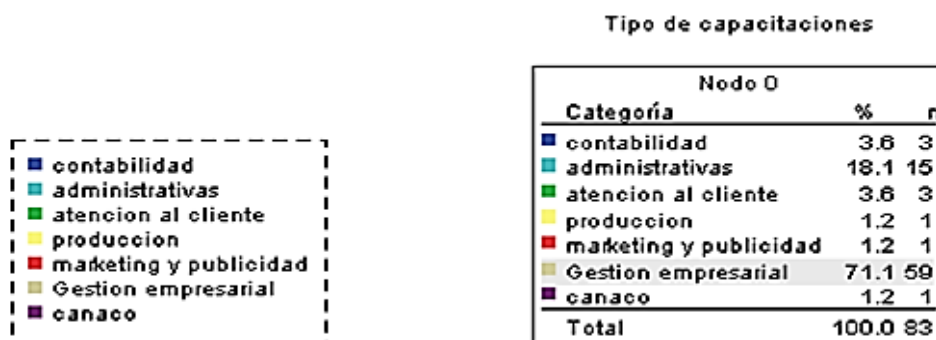 Tipo de capacitaciones
contabilidad
administrativas
atencion al cliente
produccion
marketing y publicidad
Gestion empresarial
canaco
Nodo 0
Categoría % n
contabilidad 3.6 3
administrativas 18.1 15
atencion al cliente 3.6 3
produccion 1.2 1
marketing y publicidad 1.2 1
Gestion empresarial 71.1 59
canaco 1.2 1
Total 100.0 83